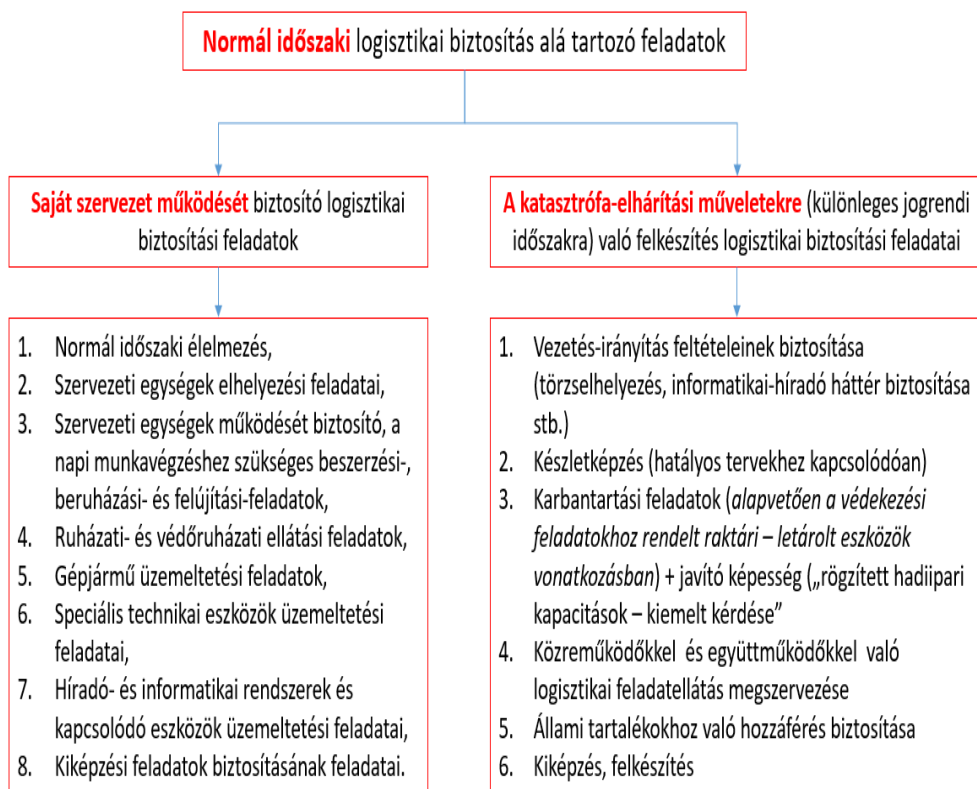 Normál időszaki logisztikai biztosítás alá tartozó feladatok
Saját szervezet működését biztosító logisztikai
biztosítási feladatok
1. Normál időszaki élelmezés,
2. Szervezeti egységek elhelyezési feladatai,
3. Szervezeti egységek működését biztosító, a
napi munkavégzéshez szükséges beszerzési-,
beruházási- és felújítási-feladatok,
4. Ruházati- és védőruházati ellátási feladatok,
5. Gépjármű üzemeltetési feladatok,
6. Speciális technikai eszközök üzemeltetési
feladatai,
7. Híradó- és informatikai rendszerek és
kapcsolódó eszközök üzemeltetési feladatai,
8. Kiképzési feladatok biztosításának feladatai.
A katasztrófa-elhárítási műveletekre (különleges jogrendi
időszakra) való felkészítés logisztikai biztosítási feladatai
1. Vezetés-irányítás feltételeinek biztosítása
(törzselhelyezés, informatikai-híradó háttér biztosítása
stb.)
2. Készletképzés (hatályos tervekhez kapcsolódóan)
3. Karbantartási feladatok (alapvetően a védekezési
feladatokhoz rendelt raktári – letárolt eszközök
vonatkozásban) + javító képesség („rögzített hadiipari
kapacitások – kiemelt kérdése”
4. Közreműködőkkel és együttműködőkkel való
logisztikai feladatellátás megszervezése
5. Állami tartalékokhoz való hozzáférés biztosítása
6. Kiképzés, felkészítés